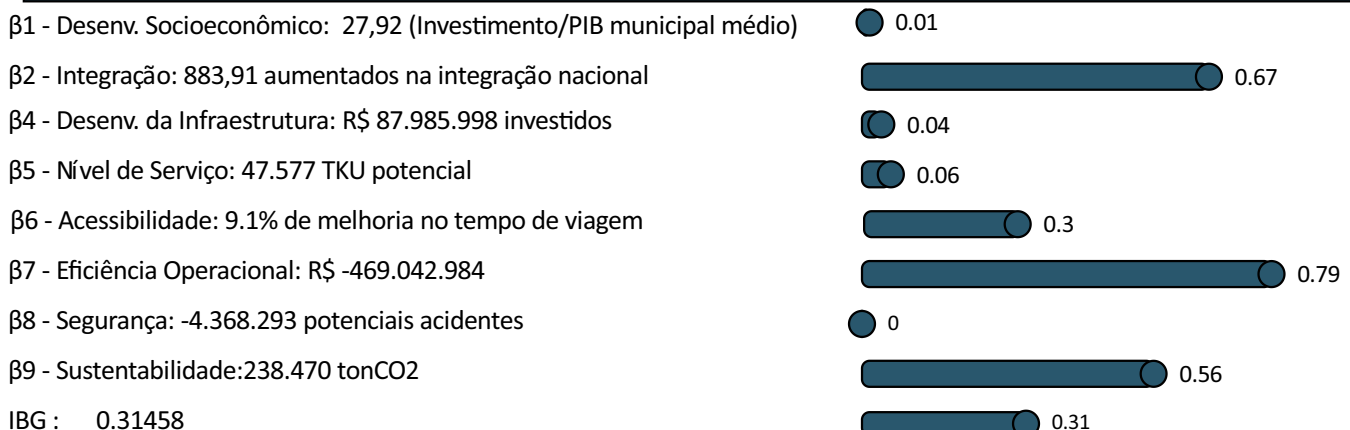 β1 - Desenv. Socioeconômico: 27,92 (Investimento/PIB municipal médio) 0.01
β2 - Integração: 883,91 aumentados na integração nacional 0.67
β4 - Desenv. da Infraestrutura: R$ 87.985.998 investidos 0.04
β5 - Nível de Serviço: 47.577 TKU potencial 0.06
β6 - Acessibilidade: 9.1% de melhoria no tempo de viagem 0.3
β7 - Eficiência Operacional: R$ -469.042.984 0.79
β8 - Segurança: -4.368.293 potenciais acidentes 0
β9 - Sustentabilidade:238.470 tonCO2 0.56
IBG : 0.31458 0.31